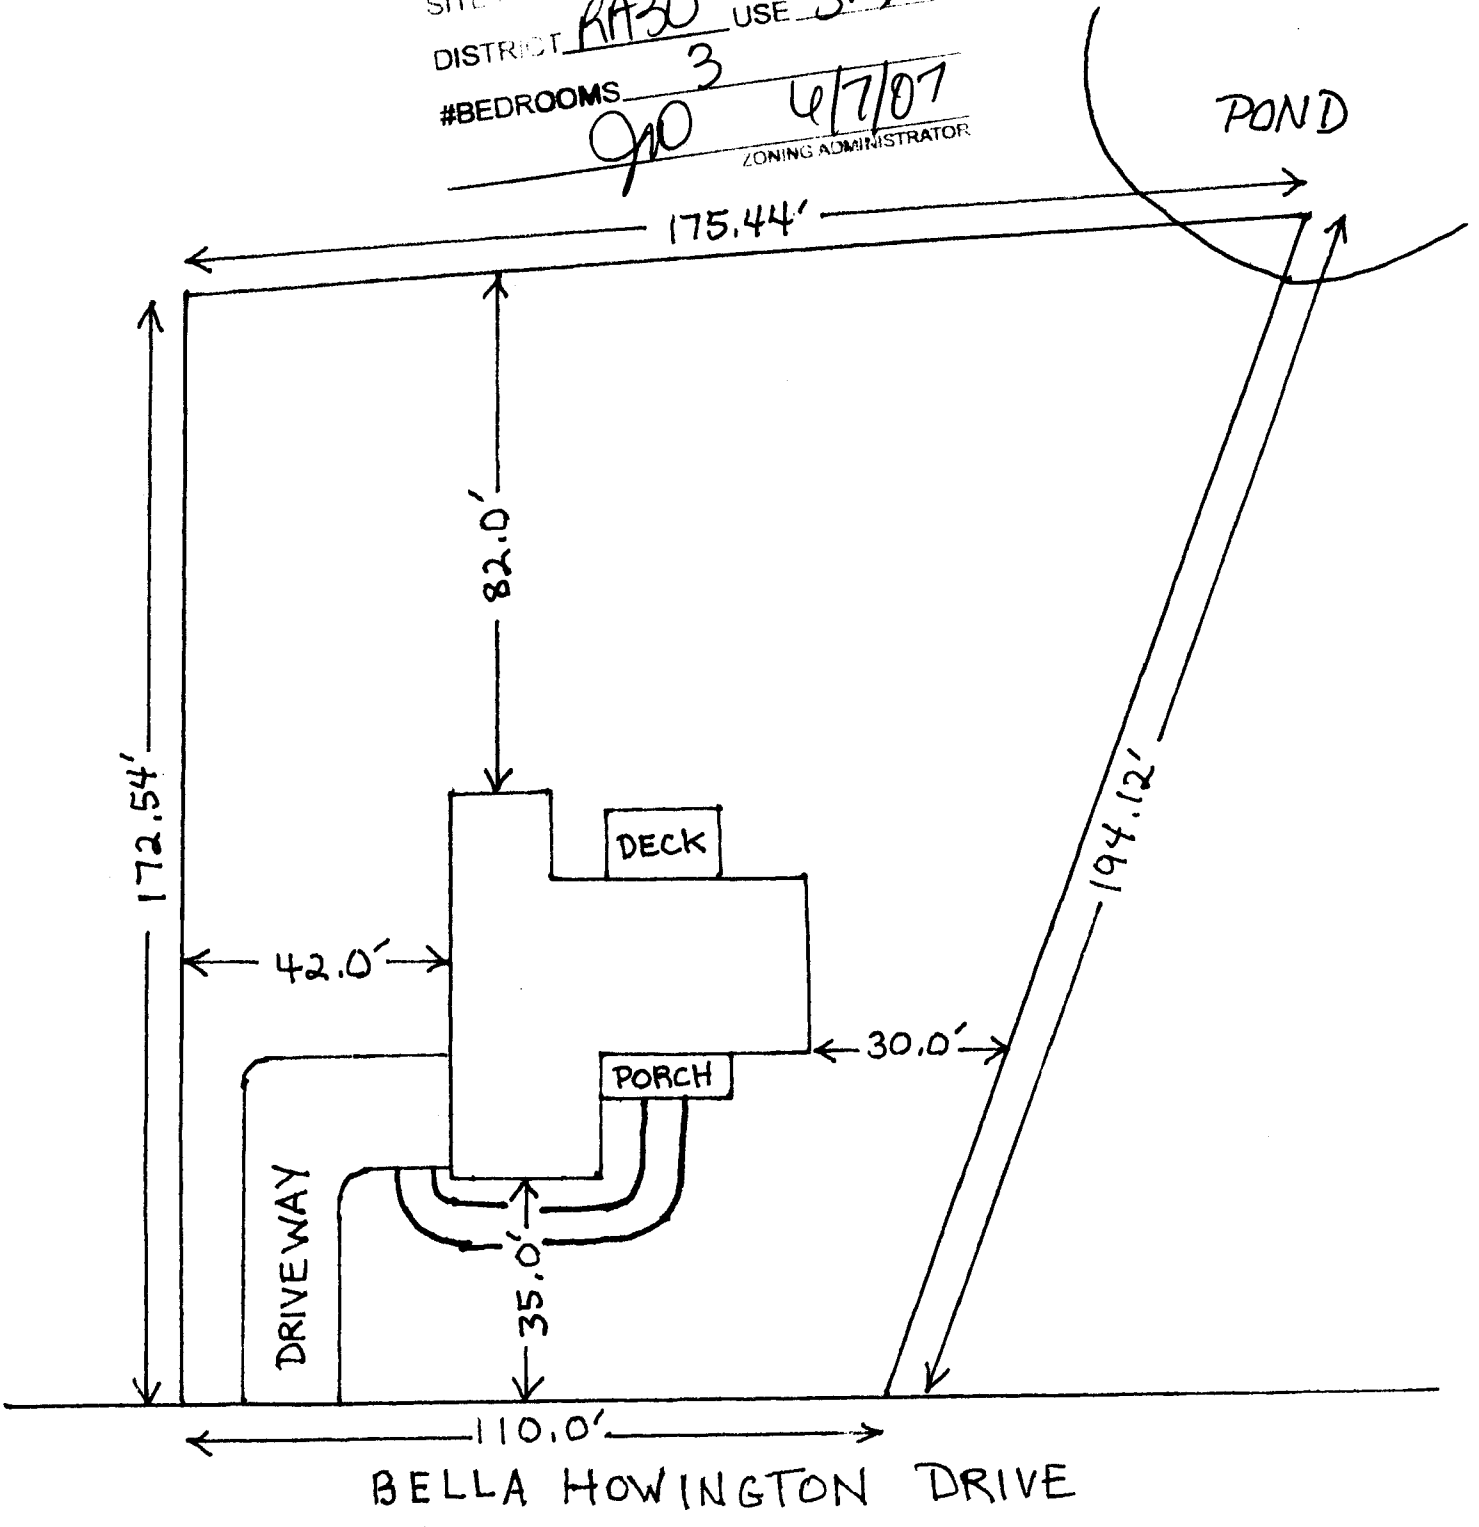 DISTRICT RA30 USE
#BEDROOMS 3
6/7/07
ZONING ADMINISTRATOR
POND
175.44'
82.0'
172.54'
DECK
194.12'
42.0'
30.0'
PORCH
DRIVEWAY
35.0'
110.0'
BELLA HOWINGTON DRIVE